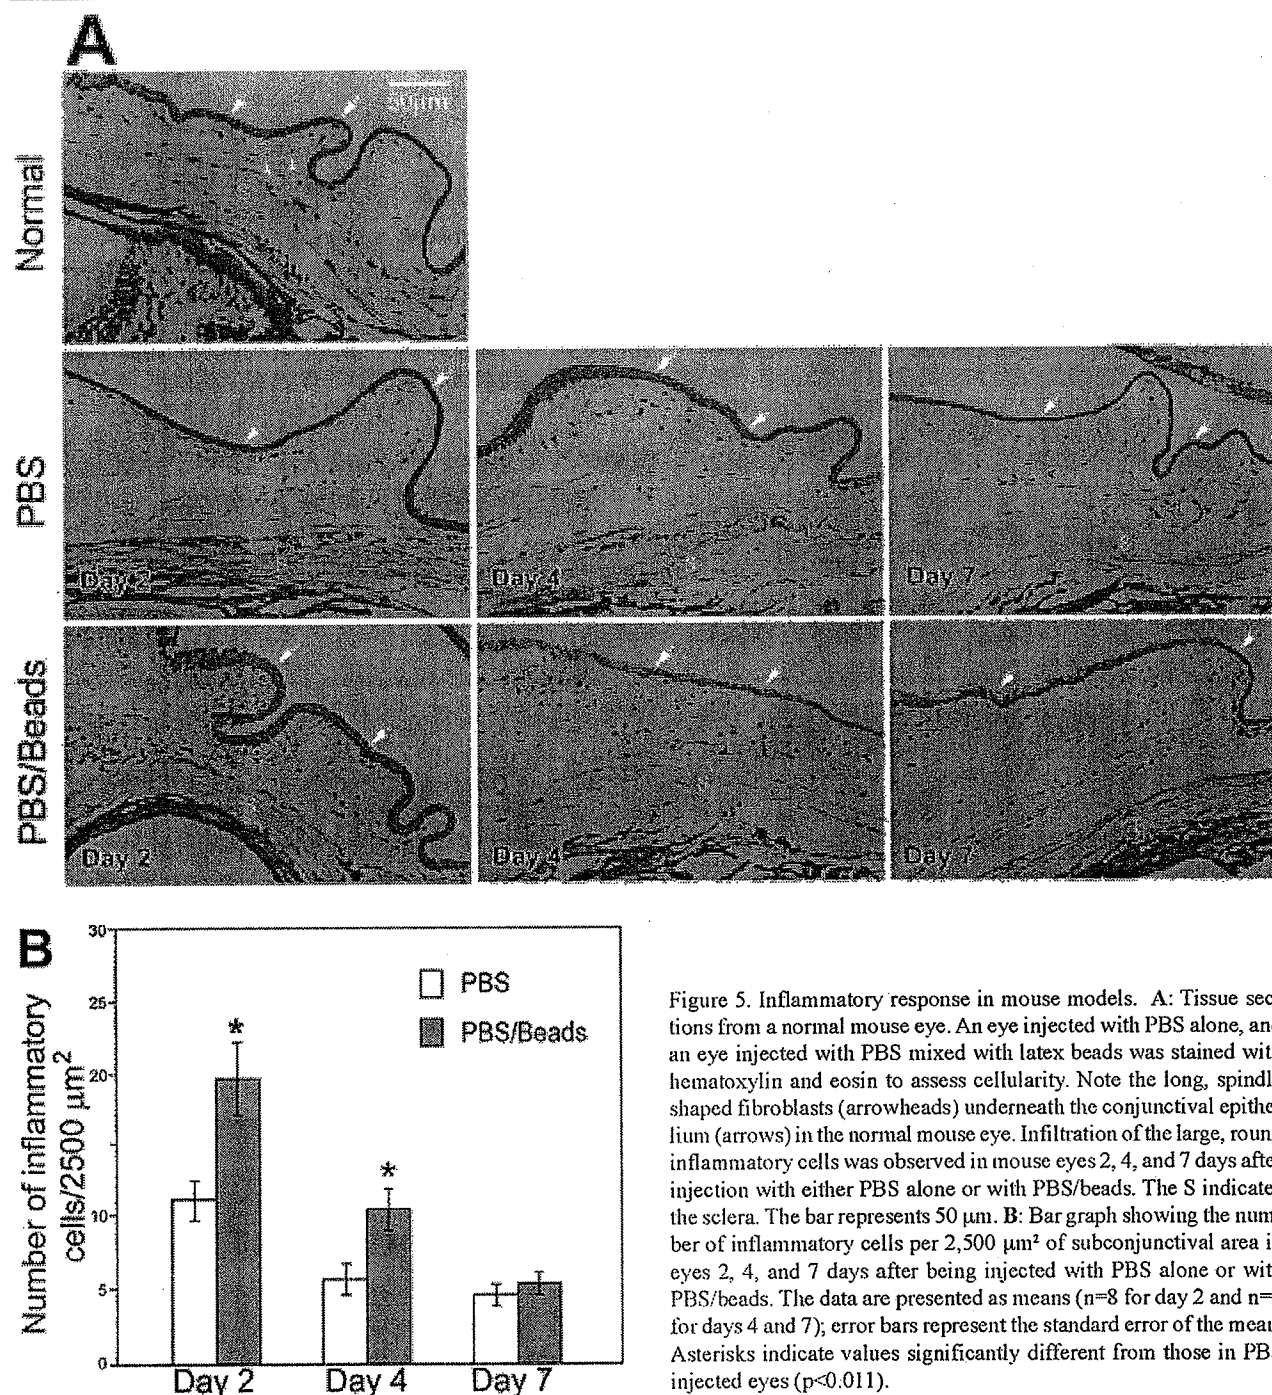 A
50µm
Normal
PBS
Day 2
Day 4
Day 7
PBS/Beads
Day 2
Day 4
Day 7
B
Number of inflammatory
cells/2500 µm²
30
25
20
10
5
0
PBS
PBS/Beads
*
*
Day 2
Day 4
Day 7
Figure 5. Inflammatory response in mouse models. A: Tissue sec
tions from a normal mouse eye. An eye injected with PBS alone, an
an eye injected with PBS mixed with latex beads was stained wit
hematoxylin and eosin to assess cellularity. Note the long, spindl
shaped fibroblasts (arrowheads) underneath the conjunctival epithe
lium (arrows) in the normal mouse eye. Infiltration of the large, roun
inflammatory cells was observed in mouse eyes 2, 4, and 7 days afte
injection with either PBS alone or with PBS/beads. The S indicate
the sclera. The bar represents 50 µm. B: Bar graph showing the num
ber of inflammatory cells per 2,500 µm² of subconjunctival area i
eyes 2, 4, and 7 days after being injected with PBS alone or wit
PBS/beads. The data are presented as means (n=8 for day 2 and n=
for days 4 and 7); error bars represent the standard error of the mea
Asterisks indicate values significantly different from those in PB
injected eyes (p<0.011).